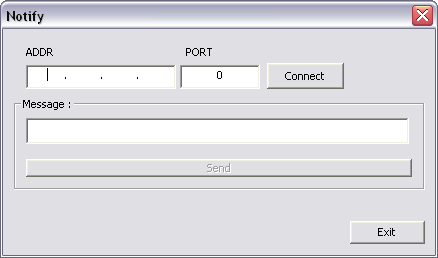 Notify
ADDR PORT
. . . 0 Connect
Message :
Send
Exit